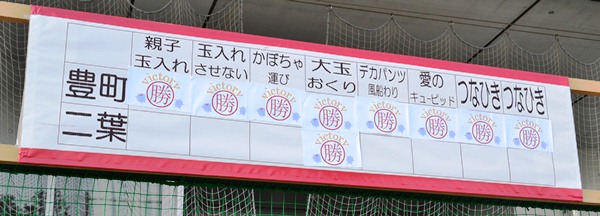 親子
玉入れ
玉入れ
させない
かぼちゃ
運び
大玉
おくり
デカパンツ
風船わり
愛の
キューピッド
つなひき
つなひき
豊町
victory
勝
victory
勝
victory
勝
victory
勝
victory
勝
victory
勝
victory
勝
victory
勝
二葉
victory
勝